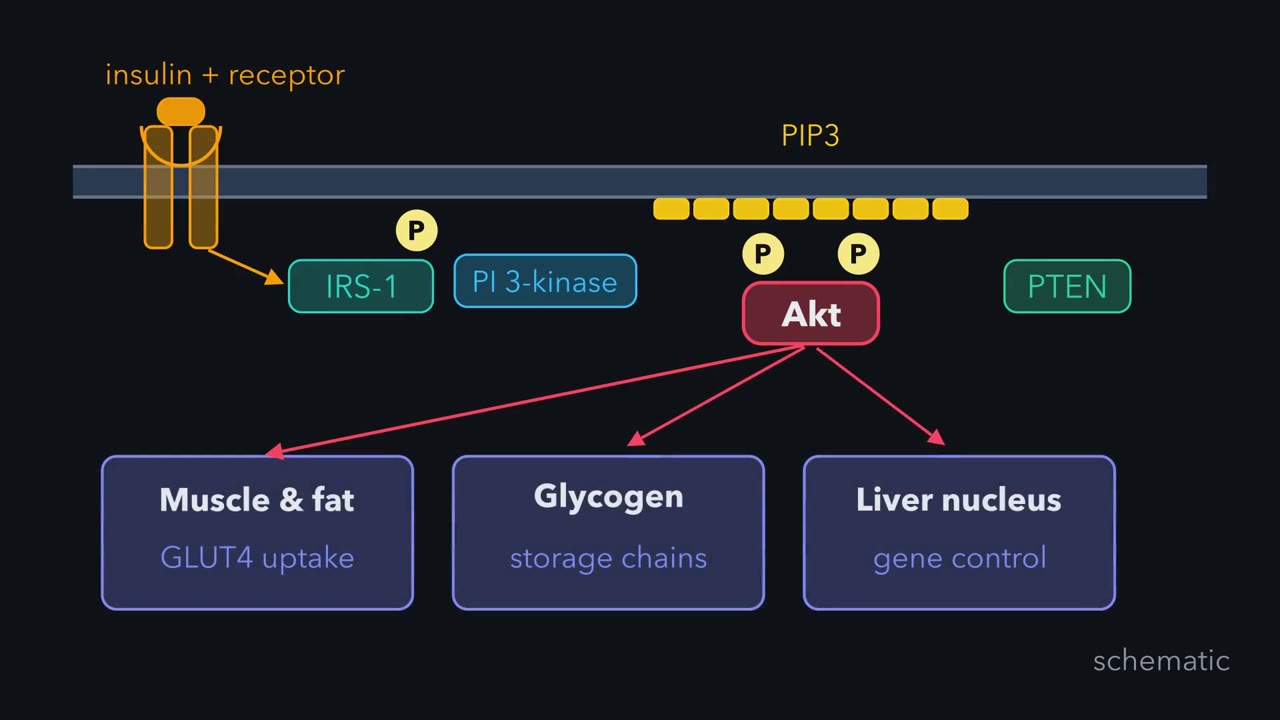 insulin + receptor
PIP3
P
IRS-1
PI 3-kinase
P
P
Akt
PTEN
Muscle & fat
GLUT4 uptake
Glycogen
storage chains
Liver nucleus
gene control
schematic